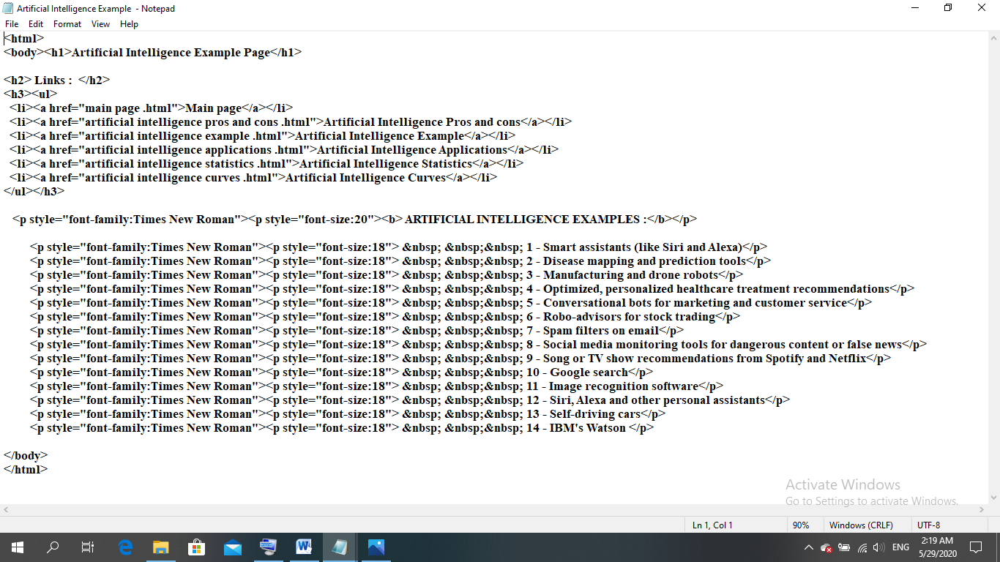 Artificial Intelligence Example - Notepad
File Edit Format View Help
<html>
<body><h1>Artificial Intelligence Example Page</h1>
<h2> Links :  </h2>
<h3><ul>
<li><a href="main page .html">Main page</a></li>
<li><a href="artificial intelligence pros and cons .html">Artificial Intelligence Pros and cons</a></li>
<li><a href="artificial intelligence example .html">Artificial Intelligence Example</a></li>
<li><a href="artificial intelligence applications .html">Artificial Intelligence Applications</a></li>
<li><a href="artificial intelligence statistics .html">Artificial Intelligence Statistics</a></li>
<li><a href="artificial intelligence curves .html">Artificial Intelligence Curves</a></li>
</ul></h3>
<p style="font-family:Times New Roman"><p style="font-size:20"><b> ARTIFICIAL INTELLIGENCE EXAMPLES :</b></p>
<p style="font-family:Times New Roman"><p style="font-size:18"> &nbsp; &nbsp;&nbsp; 1 - Smart assistants (like Siri and Alexa)</p>
<p style="font-family:Times New Roman"><p style="font-size:18"> &nbsp; &nbsp;&nbsp; 2 - Disease mapping and prediction tools</p>
<p style="font-family:Times New Roman"><p style="font-size:18"> &nbsp; &nbsp;&nbsp; 3 - Manufacturing and drone robots</p>
<p style="font-family:Times New Roman"><p style="font-size:18"> &nbsp; &nbsp;&nbsp; 4 - Optimized, personalized healthcare treatment recommendations</p>
<p style="font-family:Times New Roman"><p style="font-size:18"> &nbsp; &nbsp;&nbsp; 5 - Conversational bots for marketing and customer service</p>
<p style="font-family:Times New Roman"><p style="font-size:18"> &nbsp; &nbsp;&nbsp; 6 - Robo-advisors for stock trading</p>
<p style="font-family:Times New Roman"><p style="font-size:18"> &nbsp; &nbsp;&nbsp; 7 - Spam filters on email</p>
<p style="font-family:Times New Roman"><p style="font-size:18"> &nbsp; &nbsp;&nbsp; 8 - Social media monitoring tools for dangerous content or false news</p>
<p style="font-family:Times New Roman"><p style="font-size:18"> &nbsp; &nbsp;&nbsp; 9 - Song or TV show recommendations from Spotify and Netflix</p>
<p style="font-family:Times New Roman"><p style="font-size:18"> &nbsp; &nbsp;&nbsp; 10 - Google search</p>
<p style="font-family:Times New Roman"><p style="font-size:18"> &nbsp; &nbsp;&nbsp; 11 - Image recognition software</p>
<p style="font-family:Times New Roman"><p style="font-size:18"> &nbsp; &nbsp;&nbsp; 12 - Siri, Alexa and other personal assistants</p>
<p style="font-family:Times New Roman"><p style="font-size:18"> &nbsp; &nbsp;&nbsp; 13 - Self-driving cars</p>
<p style="font-family:Times New Roman"><p style="font-size:18"> &nbsp; &nbsp;&nbsp; 14 - IBM's Watson </p>
</body>
</html>
Activate Windows
Go to Settings to activate Windows.
Ln 1, Col 1 90% Windows (CRLF) UTF-8
ENG 2:19 AM
5/29/2020